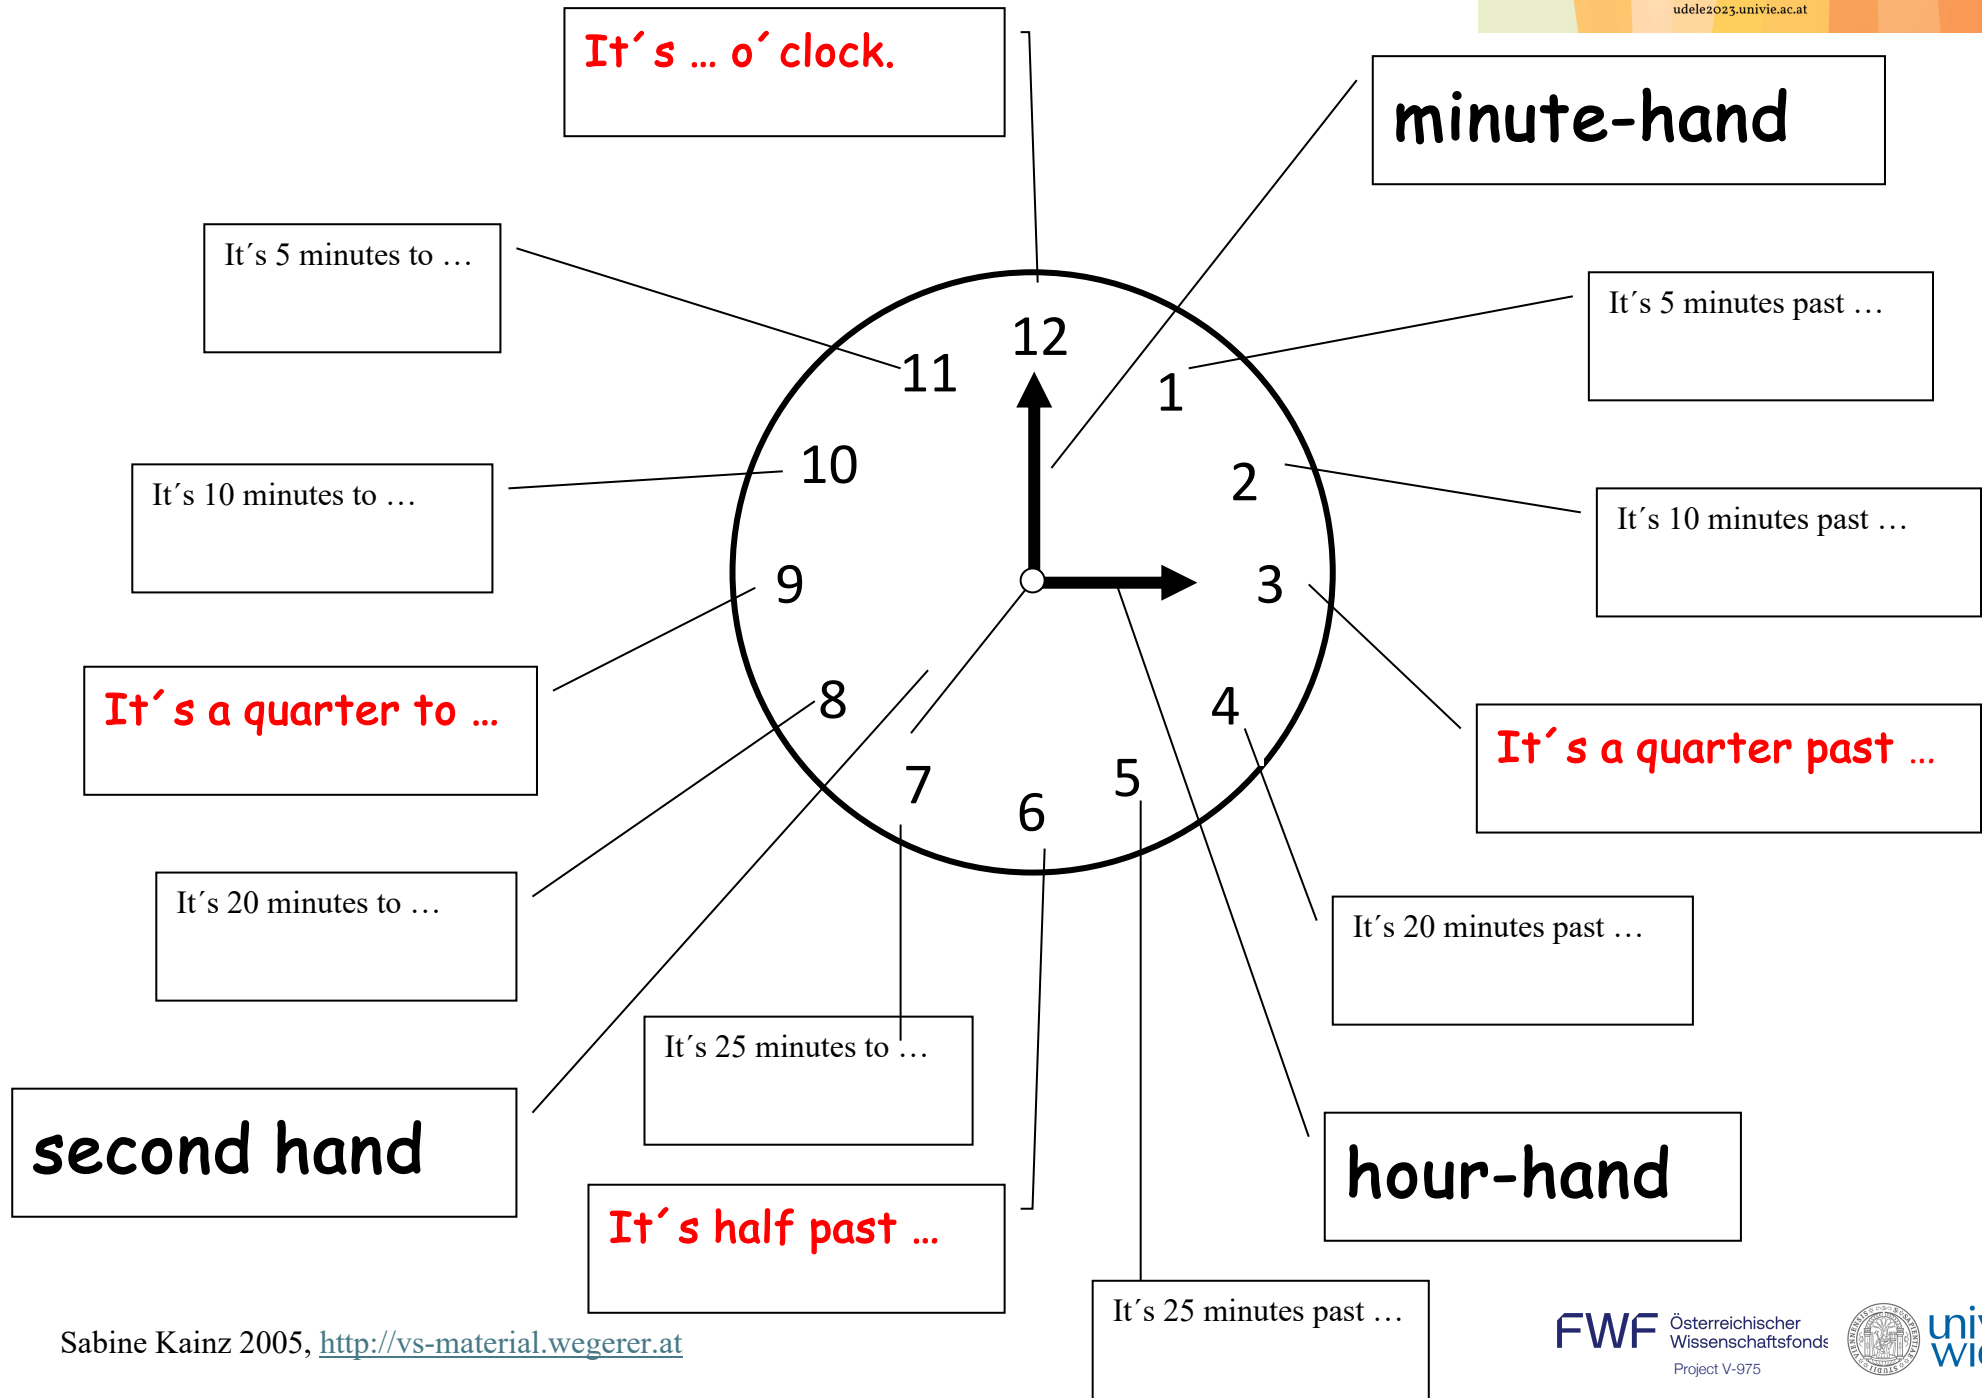 udele2023.univie.ac.at
It´s … o´clock.
minute-hand
It´s 5 minutes to …
It´s 5 minutes past …
12
11
1
10
2
It´s 10 minutes to …
It´s 10 minutes past …
9
3
It´s a quarter to …
8
4
It´s a quarter past …
7
5
6
It´s 20 minutes to …
It´s 20 minutes past …
It´s 25 minutes to …
second hand
hour-hand
It´s half past …
It´s 25 minutes past …
Sabine Kainz 2005, http://vs-material.wegerer.at
FWF Österreichischer
Wissenschaftsfonds
Project V-975